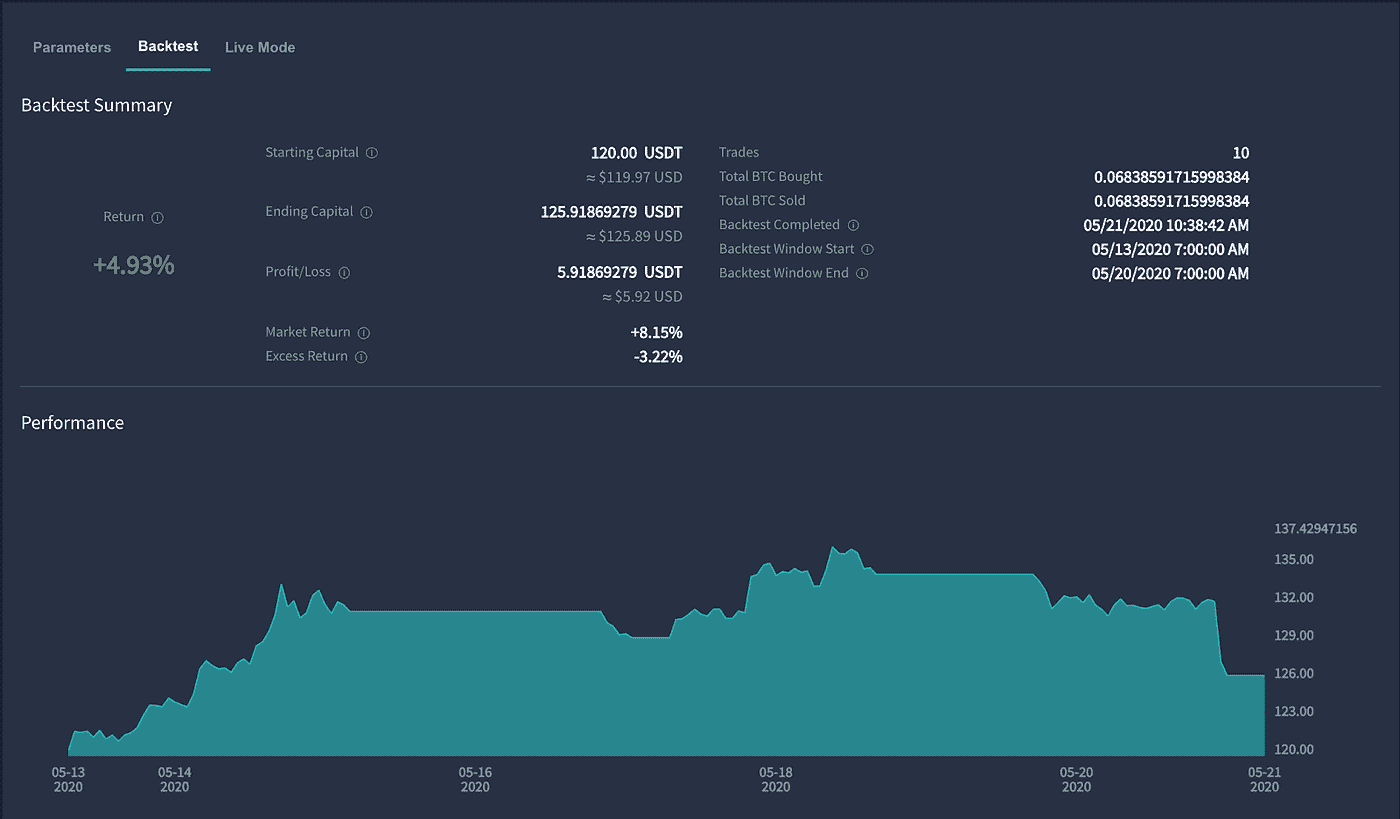 Parameters Backtest Live Mode
Backtest Summary
Return
+4.93%
Starting Capital 120.00 USDT
≈ $119.97 USD
Ending Capital 125.91869279 USDT
≈ $125.89 USD
Profit/Loss 5.91869279 USDT
≈ $5.92 USD
Market Return +8.15%
Excess Return -3.22%
Trades 10
Total BTC Bought 0.06838591715998384
Total BTC Sold 0.06838591715998384
Backtest Completed 05/21/2020 10:38:42 AM
Backtest Window Start 05/13/2020 7:00:00 AM
Backtest Window End 05/20/2020 7:00:00 AM
Performance
137.42947156
135.00
132.00
129.00
126.00
123.00
120.00
05-13 05-14 05-16 05-18 05-20 05-21
2020 2020 2020 2020 2020 2020